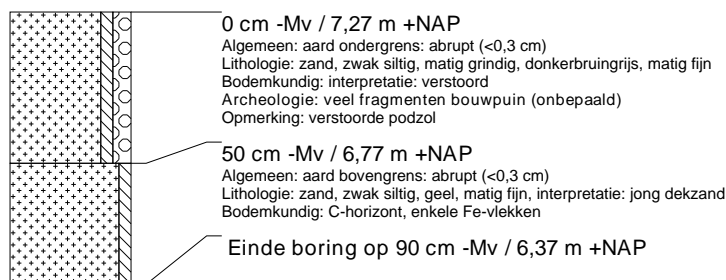 0 cm -Mv / 7,27 m +NAP
Algemeen: aard ondergrens: abrupt (<0,3 cm)
Lithologie: zand, zwak siltig, matig grindig, donkerbruingrijs, matig fijn
Bodemkundig: interpretatie: verstoord
Archeologie: veel fragmenten bouwpuin (onbepaald)
Opmerking: verstoorde podzol
50 cm -Mv / 6,77 m +NAP
Algemeen: aard bovengrens: abrupt (<0,3 cm)
Lithologie: zand, zwak siltig, geel, matig fijn, interpretatie: jong dekzand
Bodemkundig: C-horizont, enkele Fe-vlekken
Einde boring op 90 cm -Mv / 6,37 m +NAP